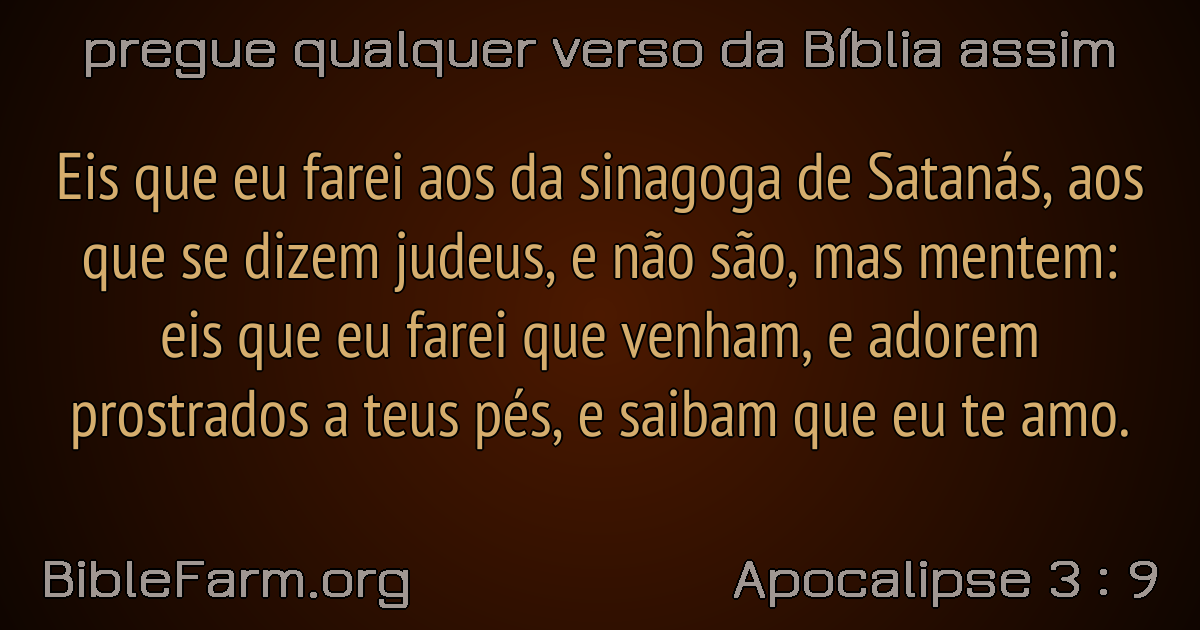 pregue qualquer verso da Bíblia assim
Eis que eu farei aos da sinagoga de Satanás, aos
que se dizem judeus, e não são, mas mentem:
eis que eu farei que venham, e adorem
prostrados a teus pés, e saibam que eu te amo.
BibleFarm.org
Apocalipse 3 : 9